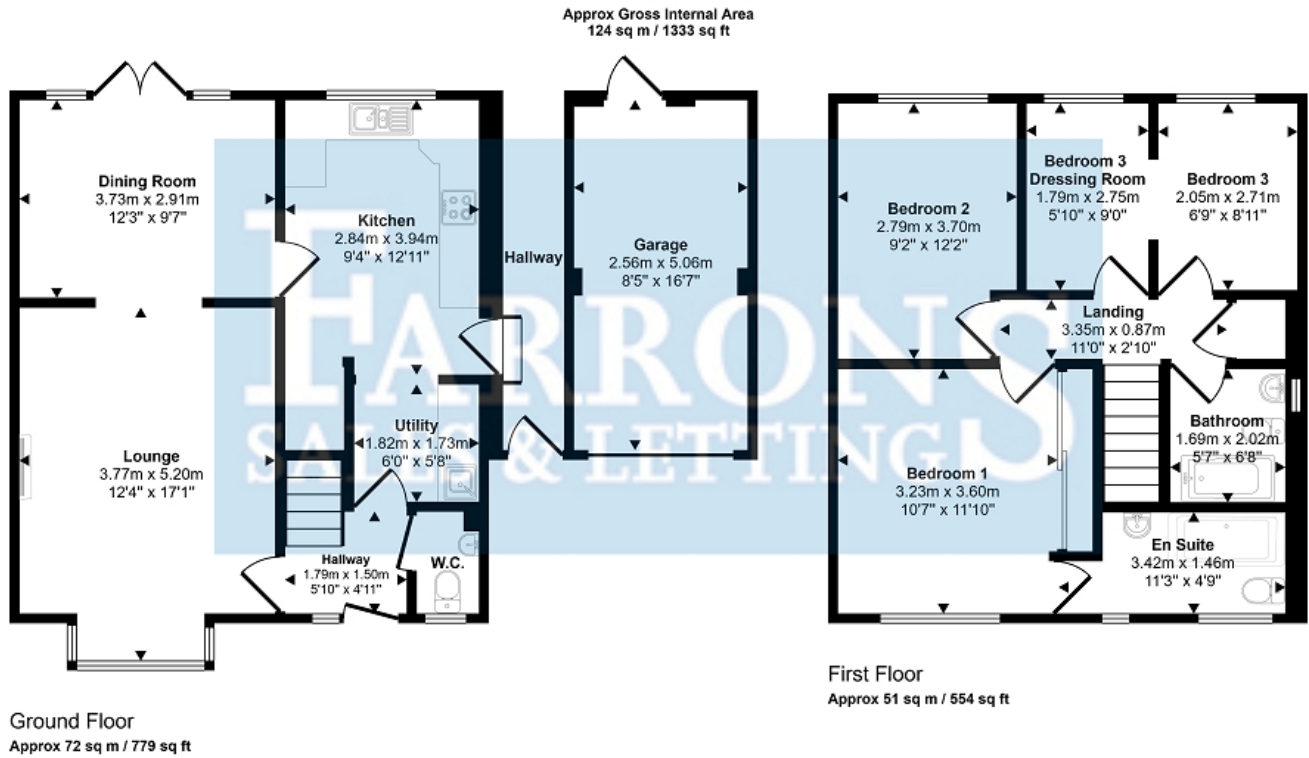 Approx Gross Internal Area
124 sq m / 1333 sq ft
Dining Room
3.73m x 2.91m
12'3" x 9'7"
Kitchen
2.84m x 3.94m
9'4" x 12'11"
Hallway
Garage
2.56m x 5.06m
8'5" x 16'7"
Lounge
3.77m x 5.20m
12'4" x 17'1"
Utility
1.82m x 1.73m
6'0" x 5'8"
Hallway
1.79m x 1.50m
5'10" x 4'11"
W.C.
Bedroom 2
2.79m x 3.70m
9'2" x 12'2"
Bedroom 3
Dressing Room
1.79m x 2.75m
5'10" x 9'0"
Bedroom 3
2.05m x 2.71m
6'9" x 8'11"
Landing
3.35m x 0.87m
11'0" x 2'10"
Bedroom 1
3.23m x 3.60m
10'7" x 11'10"
Bathroom
1.69m x 2.02m
5'7" x 6'8"
En Suite
3.42m x 1.46m
11'3" x 4'9"
FARRONS
SALES & LETTINGS
Ground Floor
Approx 72 sq m / 779 sq ft
First Floor
Approx 51 sq m / 554 sq ft